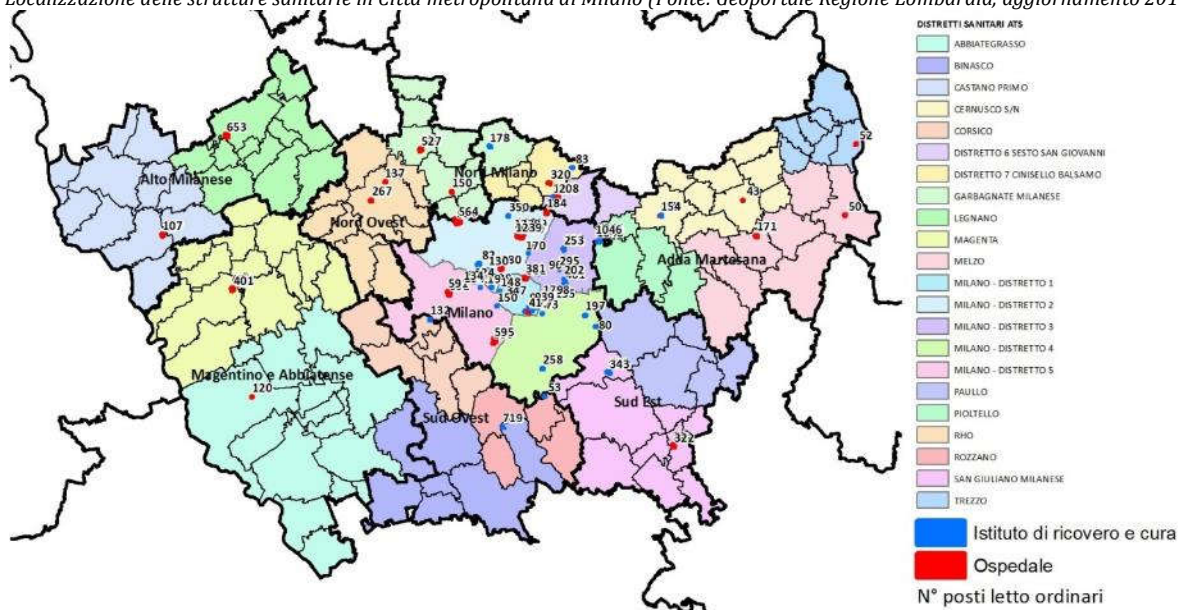 Localizzazione delle strutture sanitarie in Città metropolitana di Milano (Fonte: Geoportale Regione Lombardia, aggiornamento 201
DISTRETTI SANITARI ATS
ABBIATEGRASSO
BINASCO
CASTANO PRIMO
CERNUSCO S/N
CORSICO
DISTRETTO 6 SESTO SAN GIOVANNI
DISTRETTO 7 CINISELLO BALSAMO
GARBAGNATE MILANESE
LEGNANO
MAGENTA
MELZO
MILANO - DISTRETTO 1
MILANO - DISTRETTO 2
MILANO - DISTRETTO 3
MILANO - DISTRETTO 4
MILANO - DISTRETTO 5
PAULLO
PIOLTELLO
RHO
ROZZANO
SAN GIULIANO MILANESE
TREZZO
Istituto di ricovero e cura
Ospedale
N° posti letto ordinari
653
527
178
83
52
Alto Milanese
137
Nord Milano
320
267
150
1208
154
43
50
Nord Ovest
564
350
184
107
171
1046
253
170
Adda Martesana
295
202
381
401
148
150
197
132
Milano
80
595
258
343
Magentino e Abbiatense
120
53
Sud Est
Sud Ovest
719
322